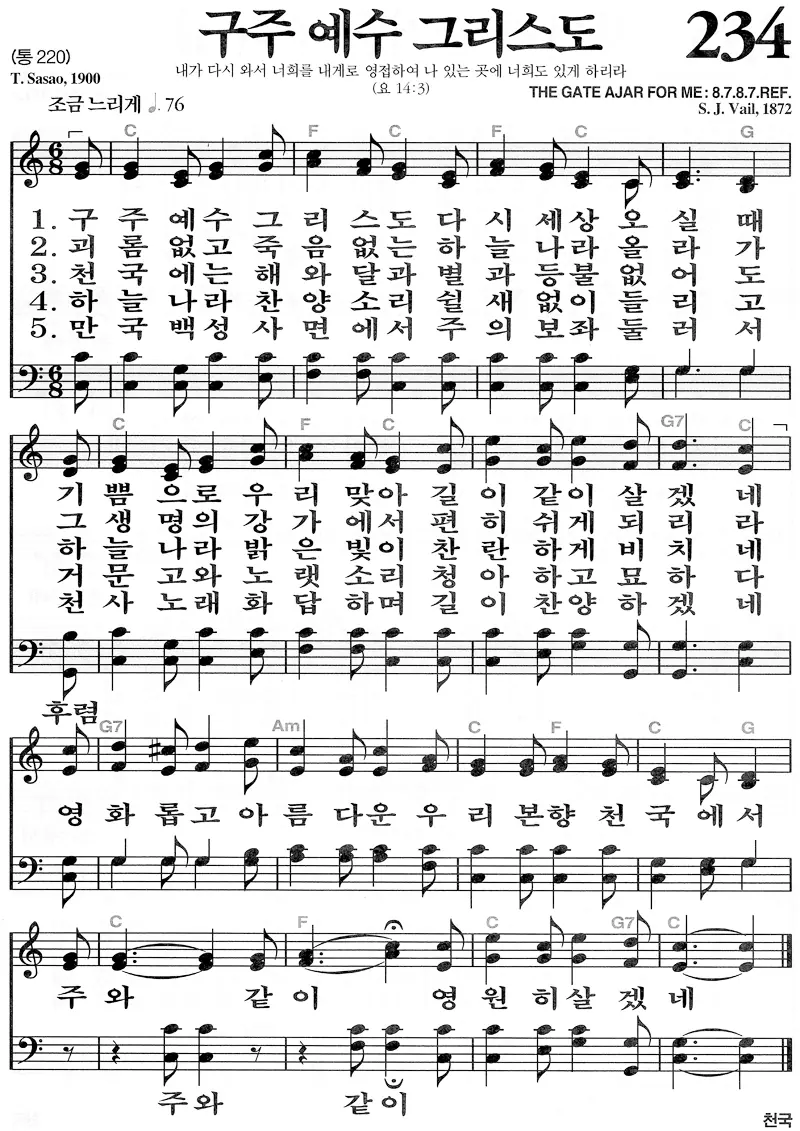 구주 예수 그리스도
234
(통 220)
T. Sasao, 1900
내가 다시 와서 너희를 내게로 영접하여 나 있는 곳에 너희도 있게 하리라
(요 14:3)
조금 느리게 ♩. 76
THE GATE AJAR FOR ME: 8.7.8.7.REF.
S. J. Vail, 1872
C F C F C G
1. 구 주 예수 그 리 스도 다 시 세상 오 실 때
2. 괴 롬 없고 죽 음 없는 하 늘 나라 올 라 가
3. 천 국 에는 해 와 달과 별 과 등불 없 어 도
4. 하 늘 나라 찬 양 소리 쉴 새 없이 들 리 고
5. 만 국 백성 사 면 에서 주 의 보좌 둘 러 서
C F C G7 C
기 쁨 으로 우 리 맞아 길 이 같이 살 겠 네
그 생 명의 강 가 에서 편 히 쉬게 되 리 라
하 늘 나라 밝 은 빛이 찬 란 하게 비 치 네
거 문 고와 노 랫 소리 청 아 하고 묘 하 다
천 사 노래 화 답 하며 길 이 찬양 하 겠 네
후렴
G7 Am C F C G
영 화 롭고 아 름 다운 우 리 본향 천 국 에 서
C F C G7 C
주 와 같 이 영 원 히 살 겠 네
주 와 같 이
천국